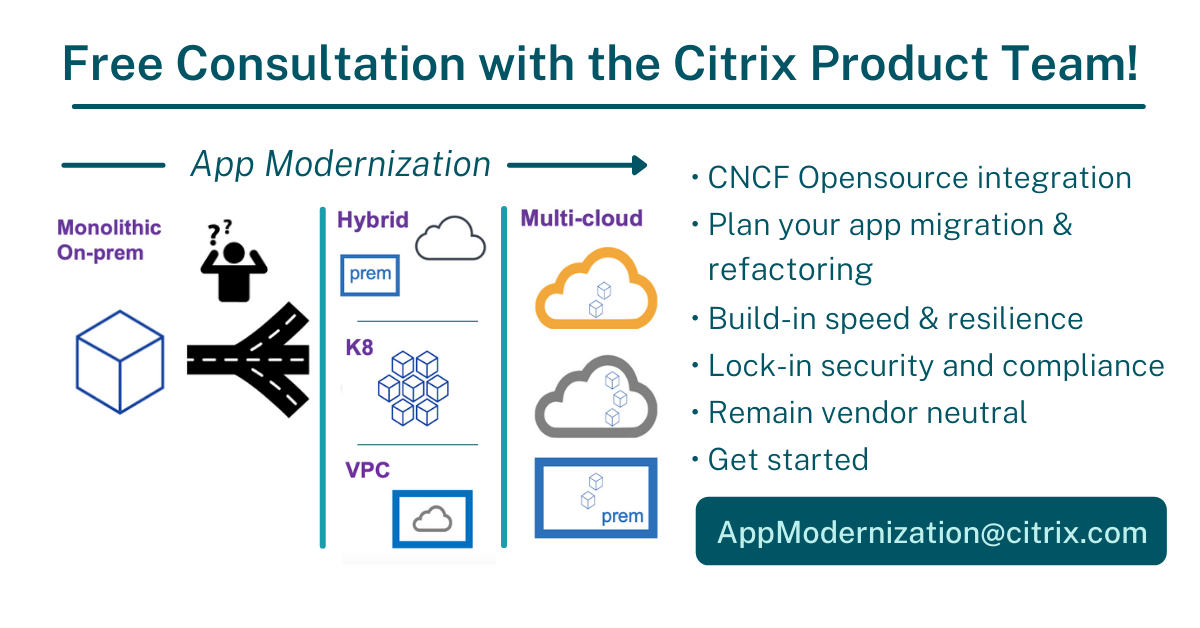 Free Consultation with the Citrix Product Team!
App Modernization
Monolithic
On-prem
??
Hybrid
prem
K8
VPC
Multi-cloud
prem
• CNCF Opensource integration
• Plan your app migration &
refactoring
• Build-in speed & resilience
• Lock-in security and compliance
• Remain vendor neutral
• Get started
AppModernization@citrix.com